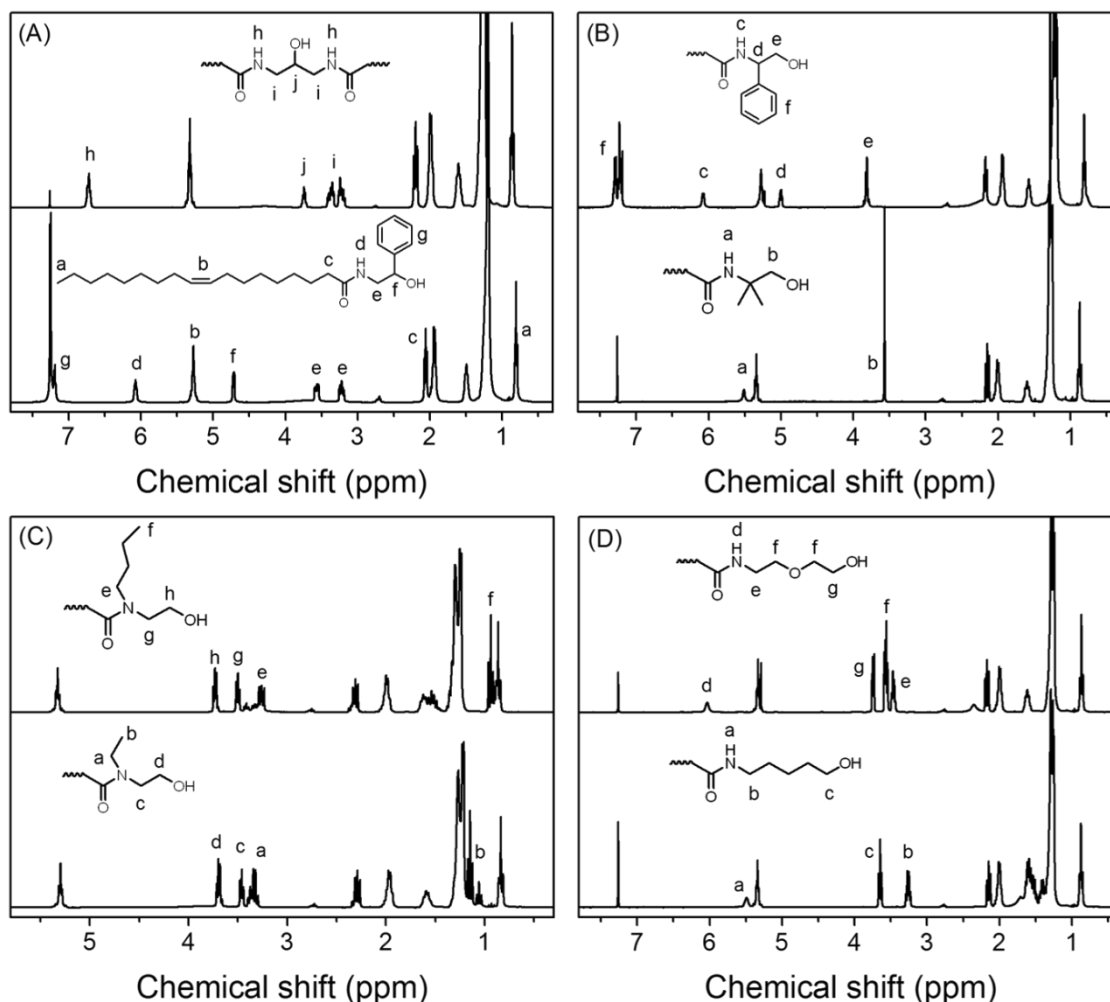 (A)
h OH h
H H
N N
O i j i O
h
j
i
d
H
N
g
a
b
c
O
e
f
OH
g
d
b
f
e
e
c
a
7 6 5 4 3 2 1
Chemical shift (ppm)
(B)
c
H
N
d
e
OH
O
f
f
c
d
e
a
H
N
b
OH
O
a
b
7 6 5 4 3 2 1
Chemical shift (ppm)
(C)
f
e
h
N
OH
O
g
h
g
e
f
b
a
d
N
OH
O
c
d
c
a
b
5 4 3 2 1
Chemical shift (ppm)
(D)
d
H
N
f
f
OH
O
e
O
g
f
g
e
d
a
H
N
OH
O
b
c
c
b
a
7 6 5 4 3 2 1
Chemical shift (ppm)